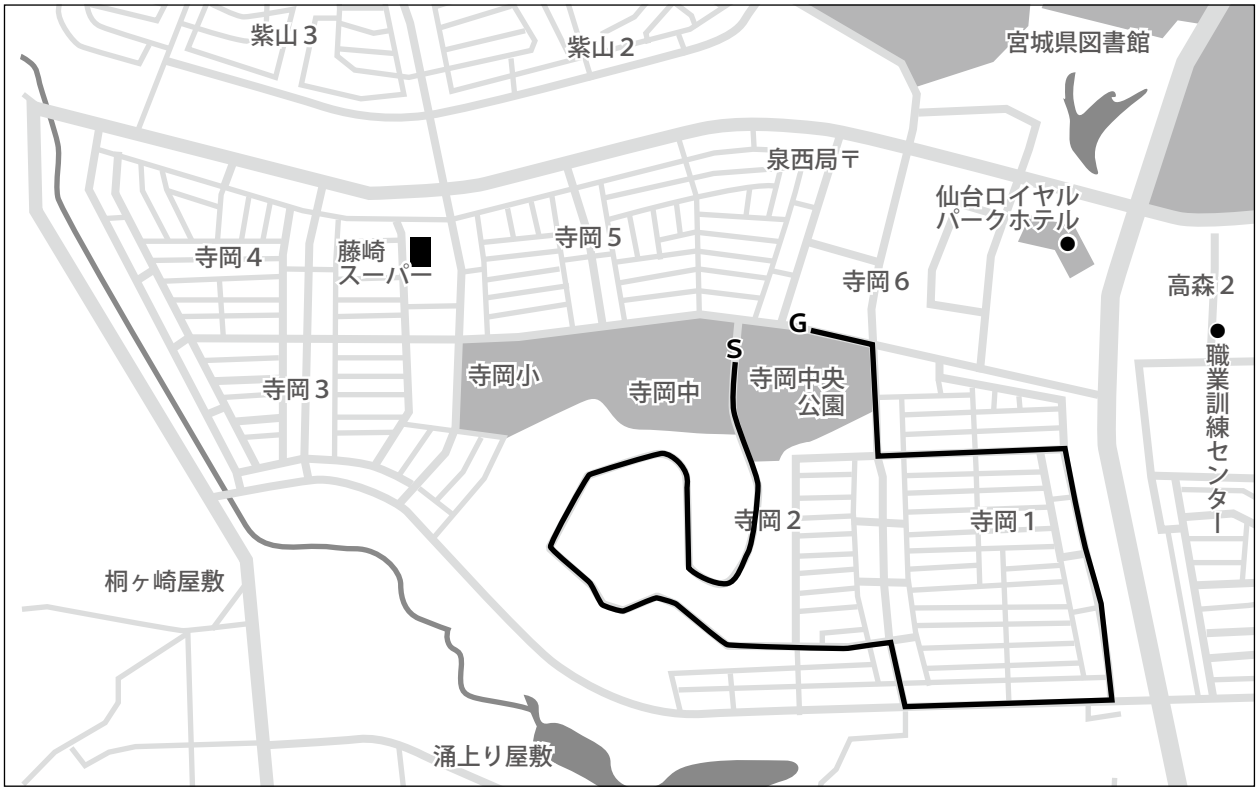 紫山３
紫山２
宮城県図書館
泉西局〒
仙台ロイヤル
パークホテル
寺岡４
藤崎
スーパー
寺岡５
寺岡６
高森２
G
S
寺岡小
寺岡中
寺岡中央
公園
職業訓練センター
寺岡３
寺岡２
寺岡１
桐ヶ崎屋敷
涌上り屋敷